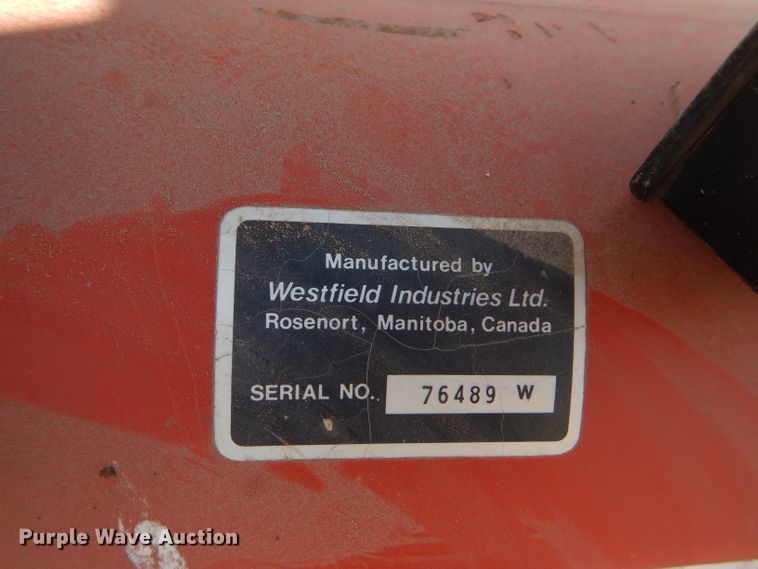 Manufactured by
Westfield Industries Ltd.
Rosenort, Manitoba, Canada
SERIAL NO.. 76489 W
Purple Wave Auction